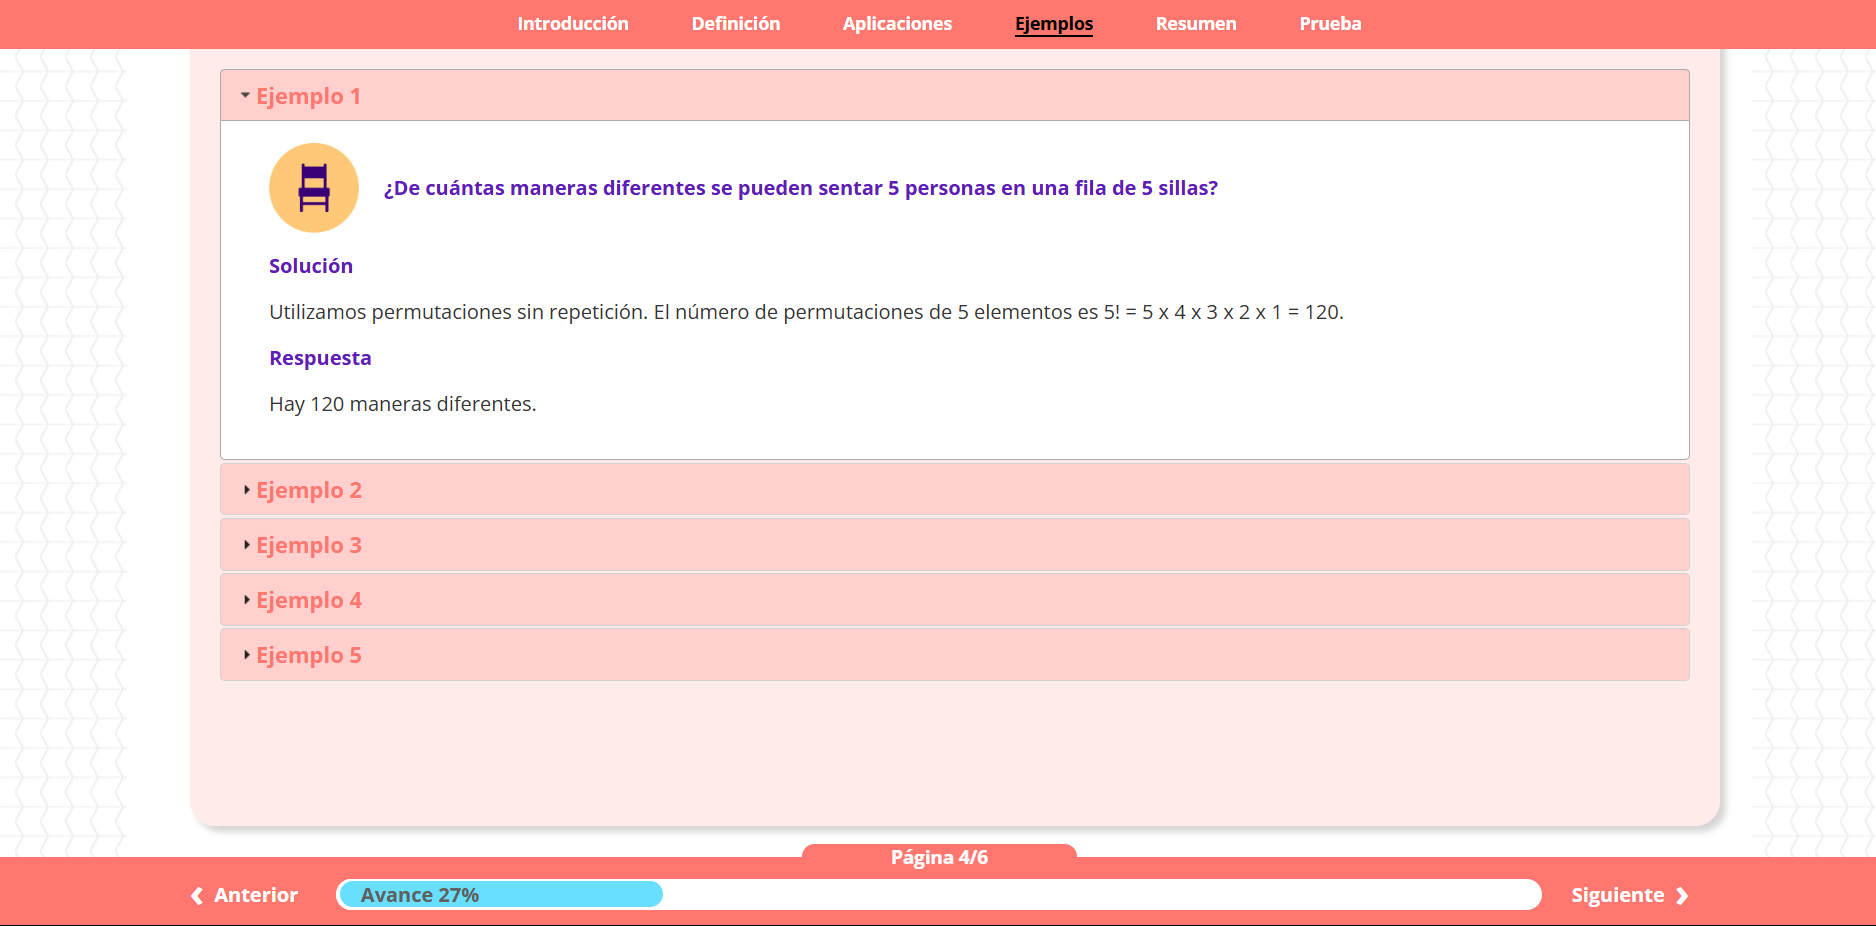 Introducción Definición Aplicaciones Ejemplos Resumen Prueba
Ejemplo 1
¿De cuántas maneras diferentes se pueden sentar 5 personas en una fila de 5 sillas?
Solución
Utilizamos permutaciones sin repetición. El número de permutaciones de 5 elementos es 5! = 5 x 4 x 3 x 2 x 1 = 120.
Respuesta
Hay 120 maneras diferentes.
Ejemplo 2
Ejemplo 3
Ejemplo 4
Ejemplo 5
Página 4/6
Anterior Avance 27% Siguiente